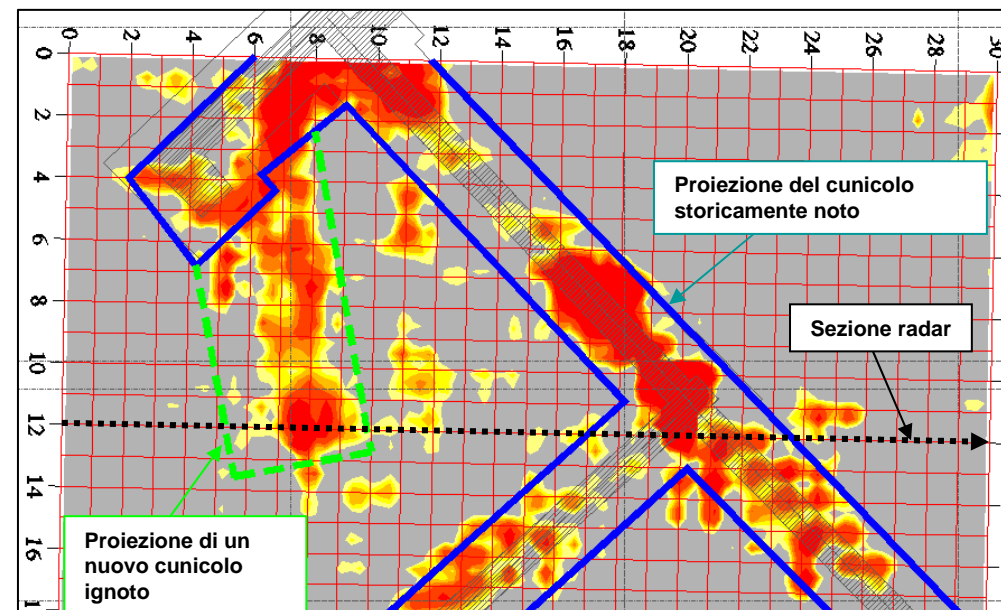 0 2 4 6 8 10 12 14 16 18 20 22 24 26 28 30
0
2
4
6
8
10
12
14
16
Proiezione del cunicolo
storicamente noto
Sezione radar
Proiezione di un
nuovo cunicolo
ignoto